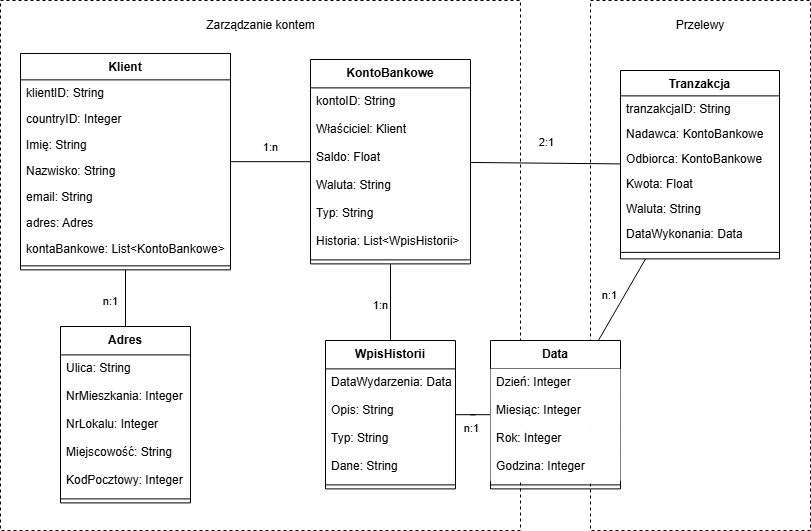 Zarządzanie kontem
Przelewy
Klient
klientID: String
countryID: Integer
Imię: String
Nazwisko: String
email: String
adres: Adres
kontaBankowe: List<KontoBankowe>
1:n
KontoBankowe
kontoID: String
Właściciel: Klient
Saldo: Float
Waluta: String
Typ: String
Historia: List<WpisHistorii>
2:1
Tranzakcja
tranzakcjaID: String
Nadawca: KontoBankowe
Odbiorca: KontoBankowe
Kwota: Float
Waluta: String
DataWykonania: Data
n:1
1:n
n:1
Adres
Ulica: String
NrMieszkania: Integer
NrLokalu: Integer
Miejscowość: String
KodPocztowy: Integer
WpisHistorii
DataWydarzenia: Data
Opis: String
Typ: String
Dane: String
n:1
Data
Dzień: Integer
Miesiąc: Integer
Rok: Integer
Godzina: Integer